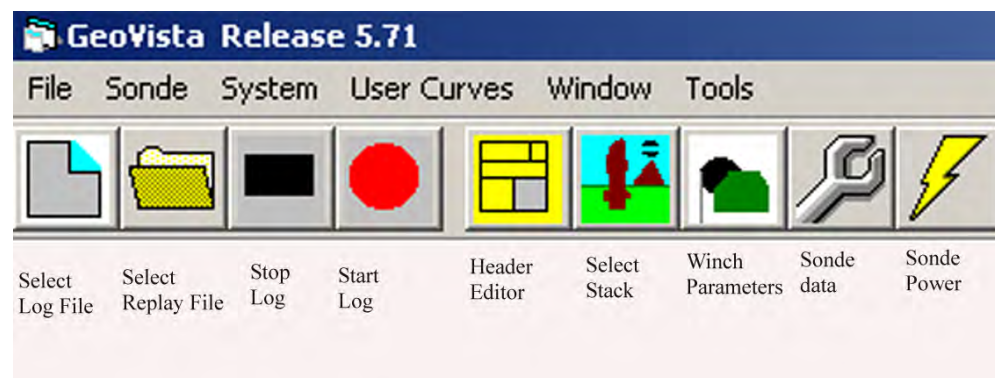 GeoVista Release 5.71
File Sonde System User Curves Window Tools
Select
Log File
Select
Replay File
Stop
Log
Start
Log
Header
Editor
Select
Stack
Winch
Parameters
Sonde
data
Sonde
Power